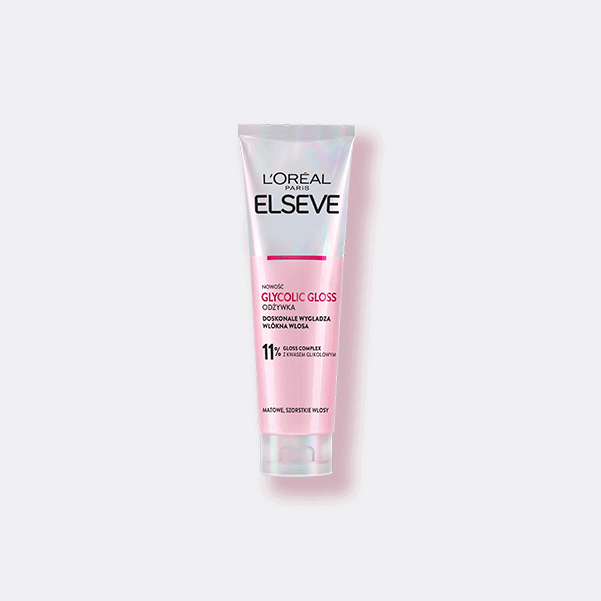 L'ORÉAL
PARIS
ELSEVE
NOWOŚĆ
GLYCOLIC GLOSS
ODŻYWKA
DOSKONALE WYGŁADZA
WŁÓKNA WŁOSA
11% GLOSS COMPLEX
Z KWASEM GLIKOLOWYM
MATOWE, SZORSTKIE WŁOSY